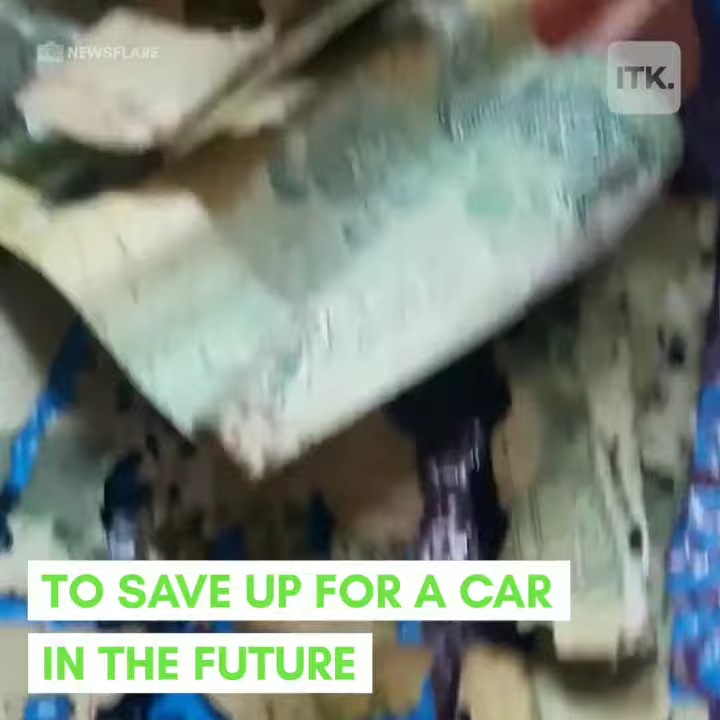 NEWSFLARE
ITK.
TO SAVE UP FOR A CAR
IN THE FUTURE